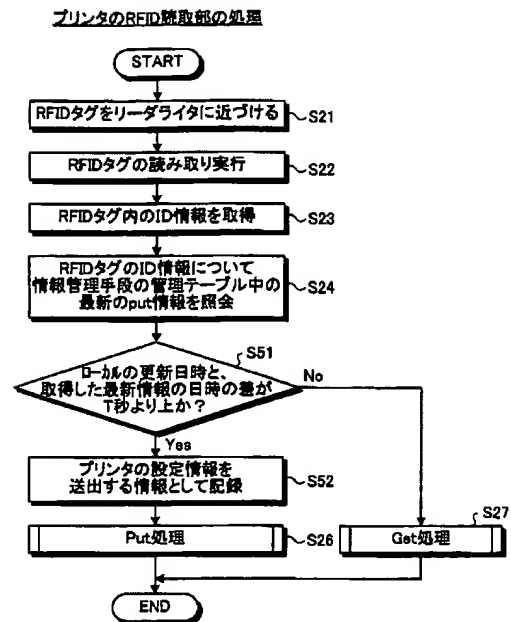 プリンタのRFID読取部の処理
START
RFIDタグをリーダライタに近づける
S21
RFIDタグの読み取り実行
S22
RFIDタグ内のID情報を取得
S23
RFIDタグのID情報について
情報管理手段の管理テーブル中の
最新のput情報を照会
S24
S51
ローカルの更新日時と、
取得した最新情報の日時の差が
T秒より上か？
No
Yes
プリンタの設定情報を
送出する情報として記録
S52
Put処理
S26
S27
Get処理
END